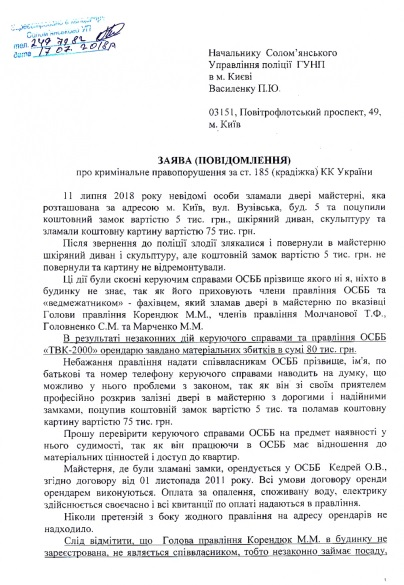 Зареєстровано в канцелярії
Солом'янського УП
тел. 249 79 82
дата 17 07 2018р
Начальнику Солом'янського
Управління поліції ГУНП
в м. Києві
Василенку П.Ю.
03151, Повітрофлотський проспект, 49,
м. Київ
ЗАЯВА (ПОВІДОМЛЕННЯ)
про кримінальне правопорушення за ст. 185 (крадіжка) КК України
11 липня 2018 року невідомі особи зламали двері майстерні, яка
розташована за адресою м. Київ, вул. Вузівська, буд. 5 та поцупили
коштовний замок вартістю 5 тис. грн., шкіряний диван, скульптуру та
зламали коштовну картину вартістю 75 тис. грн.
Після звернення до поліції злодії злякалися і повернули в майстерню
шкіряний диван і скульптуру, але коштовний замок вартістю 5 тис. грн. не
повернули та картину не відремонтували.
Ці дії були скоєні керуючим справами ОСББ прізвище якого ні я, ніхто в
будинку не знає, так як його приховують члени правління ОСББ та
«ведмежатником» - фахівцем, який зламав двері в майстерню по вказівці
Голови правління Корендюк М.М., членів правління Молчанової Т.Ф.,
Головненко С.М. та Марченко М.М.
В результаті незаконних дій керуючого справами та правління ОСББ
«ТВК-2000» орендарю завдано матеріальних збитків в сумі 80 тис. грн.
Небажання правління надати співвласникам ОСББ прізвище, ім'я, по
батькові та номер телефону керуючого справами наводить на думку, що
можливо у нього проблеми з законом, так як він зі своїм приятелем
професійно розкрив залізні двері в майстерню з дорогими і надійними
замками, поцупив коштовний замок вартістю 5 тис. та поламав коштовну
картину вартістю 75 тис. грн.
Прошу перевірити керуючого справами ОСББ на предмет наявності у
нього судимості, так як він працюючи в ОСББ має відношення до
матеріальних цінностей і доступ до квартир.
Майстерня, де були зламані замки, орендується у ОСББ Кедрей О.В.,
згідно договору від 01 листопада 2011 року. Всі умови договору оренди
орендарем виконуються. Оплата за опалення, споживану воду, електрику
здійснюється своєчасно і всі квитанції по оплаті надаються в правління.
Ніколи претензій з боку жодного правління на адресу орендарів не
надходило.
Слід відмітити, що Голова правління Корендюк М.М. в будинку не
зареєстрована, не являється співвласником, тобто незаконно займає посаду,